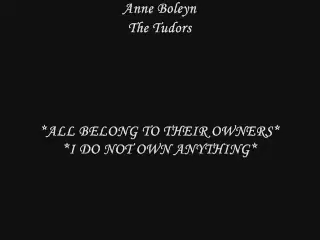 Anne Boleyn
The Tudors
*ALL BELONG TO THEIR OWNERS*
*I DO NOT OWN ANYTHING*